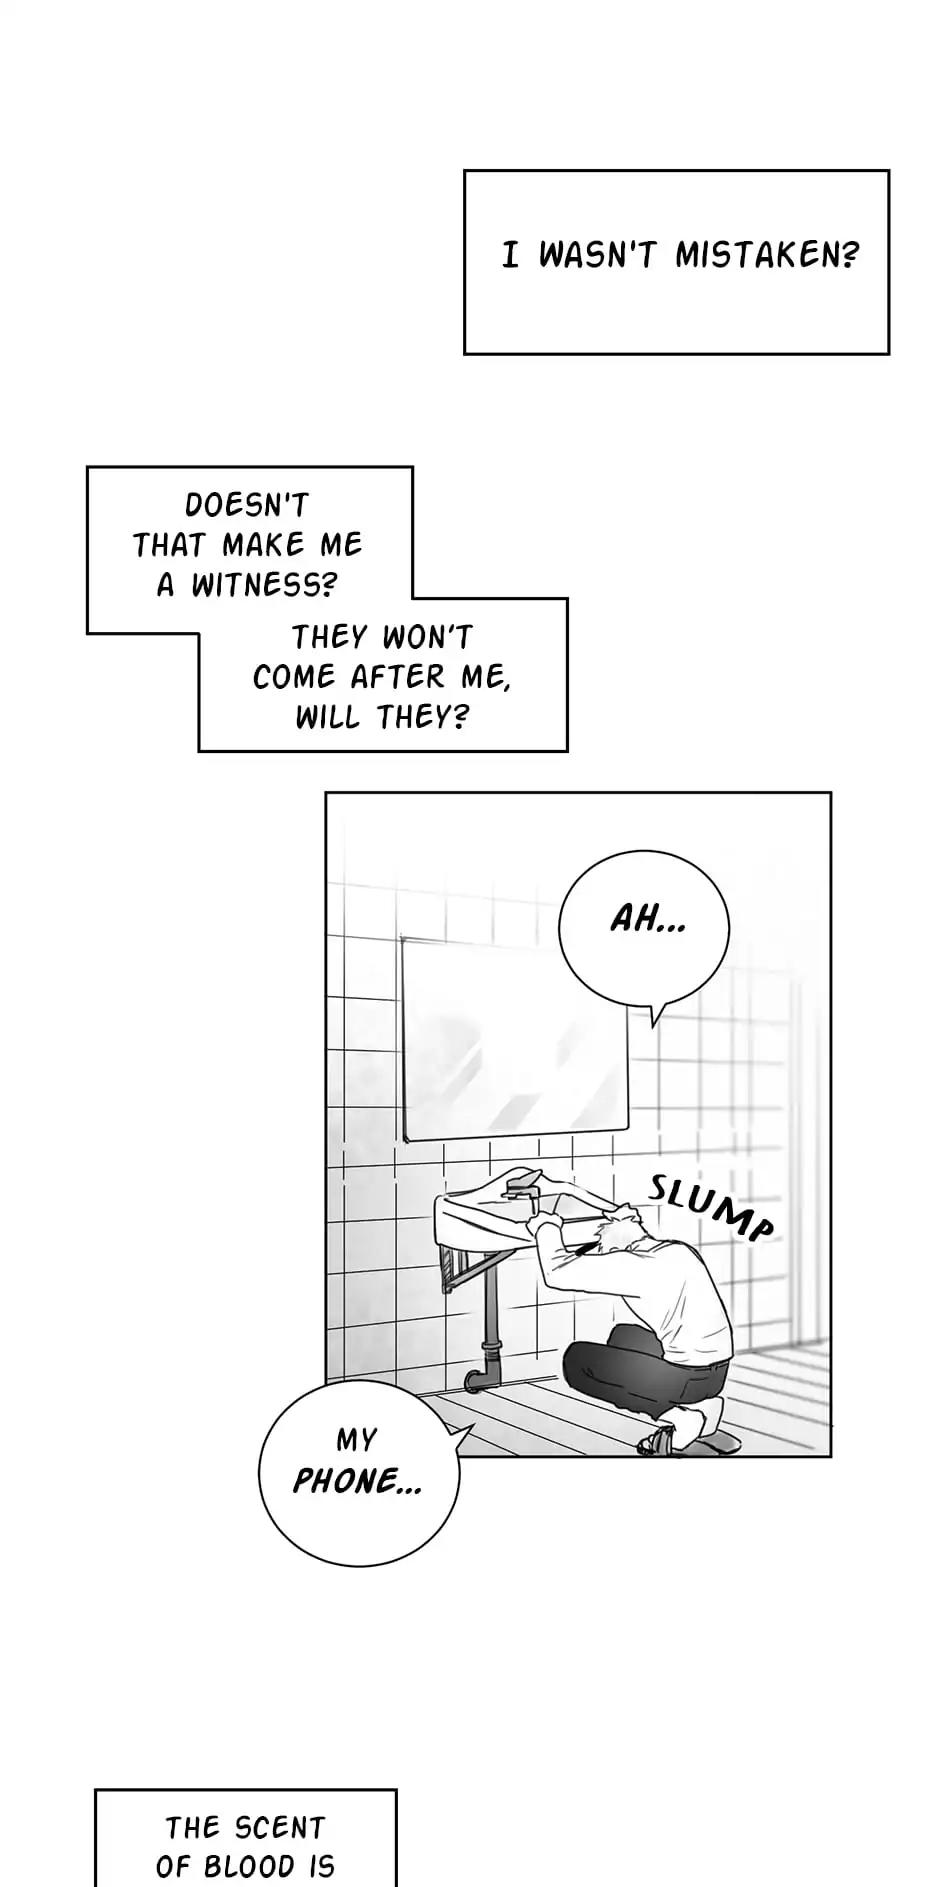 I WASN'T MISTAKEN?
DOESN'T
THAT MAKE ME
A WITNESS?
THEY WON'T
COME AFTER ME,
WILL THEY?
AH...
SLUMP
MY
PHONE...
THE SCENT
OF BLOOD IS